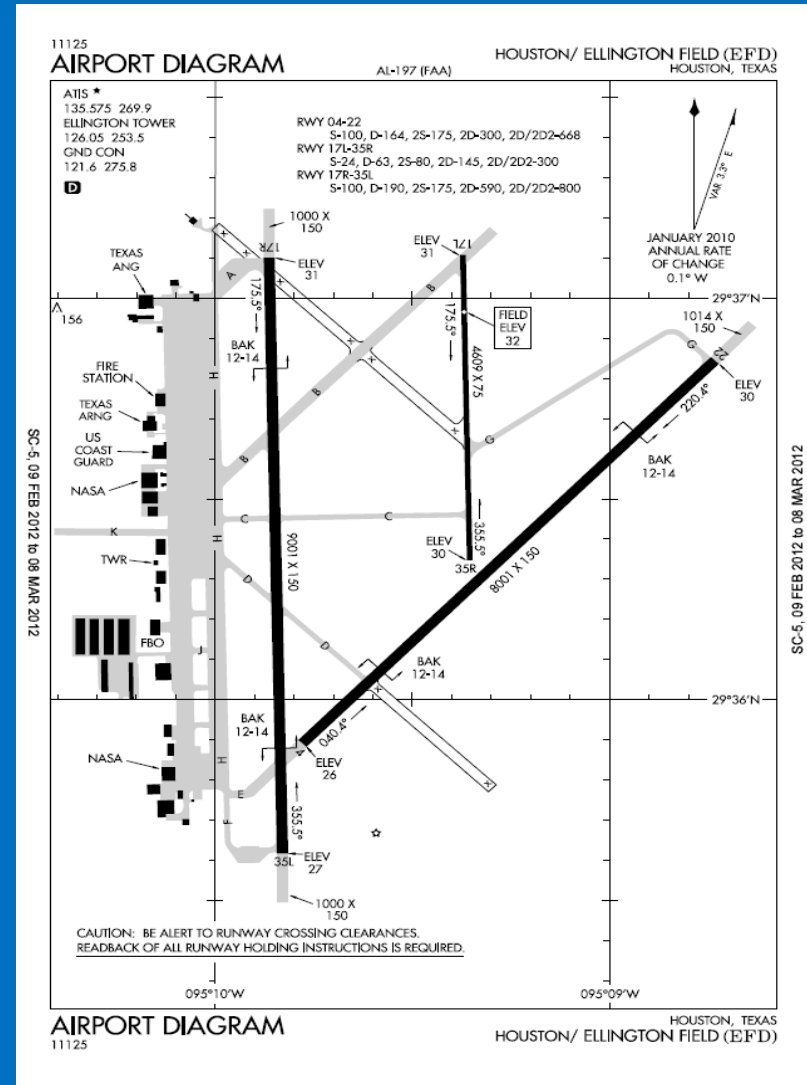 11125
AIRPORT DIAGRAM
AL-197 (FAA)
HOUSTON/ ELLINGTON FIELD (EFD)
HOUSTON, TEXAS
ATIS *
135.575 269.9
ELLINGTON TOWER
126.05 253.5
GND CON
121.6 275.8
D
RWY 04-22
S-100, D-164, 2S-175, 2D-300, 2D/2D2-668
RWY 17L-35R
S-24, D-63, 2S-80, 2D-145, 2D/2D2-300
RWY 17R-35L
S-100, D-190, 2S-175, 2D-590, 2D/2D2-800
VAR 3.3° E
JANUARY 2010
ANNUAL RATE
OF CHANGE
0.1° W
1000 X
150
17R
ELEV
31
ELEV
31
17L
TEXAS
ANG
A
B
175.5°
175.5°
29°37'N
156
FIELD
ELEV
32
1014 X
150
BAK
12-14
4609 X 75
G
22
ELEV
30
H
FIRE
STATION
TEXAS
ARNG
US
COAST
GUARD
NASA
B
B
G
220.4°
BAK
12-14
C
C
K
H
9001 X 150
355.5°
ELEV
30
35R
8001 X 150
TWR
D
D
FBO
J
BAK
12-14
29°36'N
BAK
12-14
040.4°
4
ELEV
26
NASA
H
E
F
355.5°
35L
ELEV
27
1000 X
150
CAUTION: BE ALERT TO RUNWAY CROSSING CLEARANCES.
READBACK OF ALL RUNWAY HOLDING INSTRUCTIONS IS REQUIRED.
095°10'W
095°09'W
SC-5, 09 FEB 2012 to 08 MAR 2012
SC-5, 09 FEB 2012 to 08 MAR 2012
AIRPORT DIAGRAM
11125
HOUSTON, TEXAS
HOUSTON/ ELLINGTON FIELD (EFD)